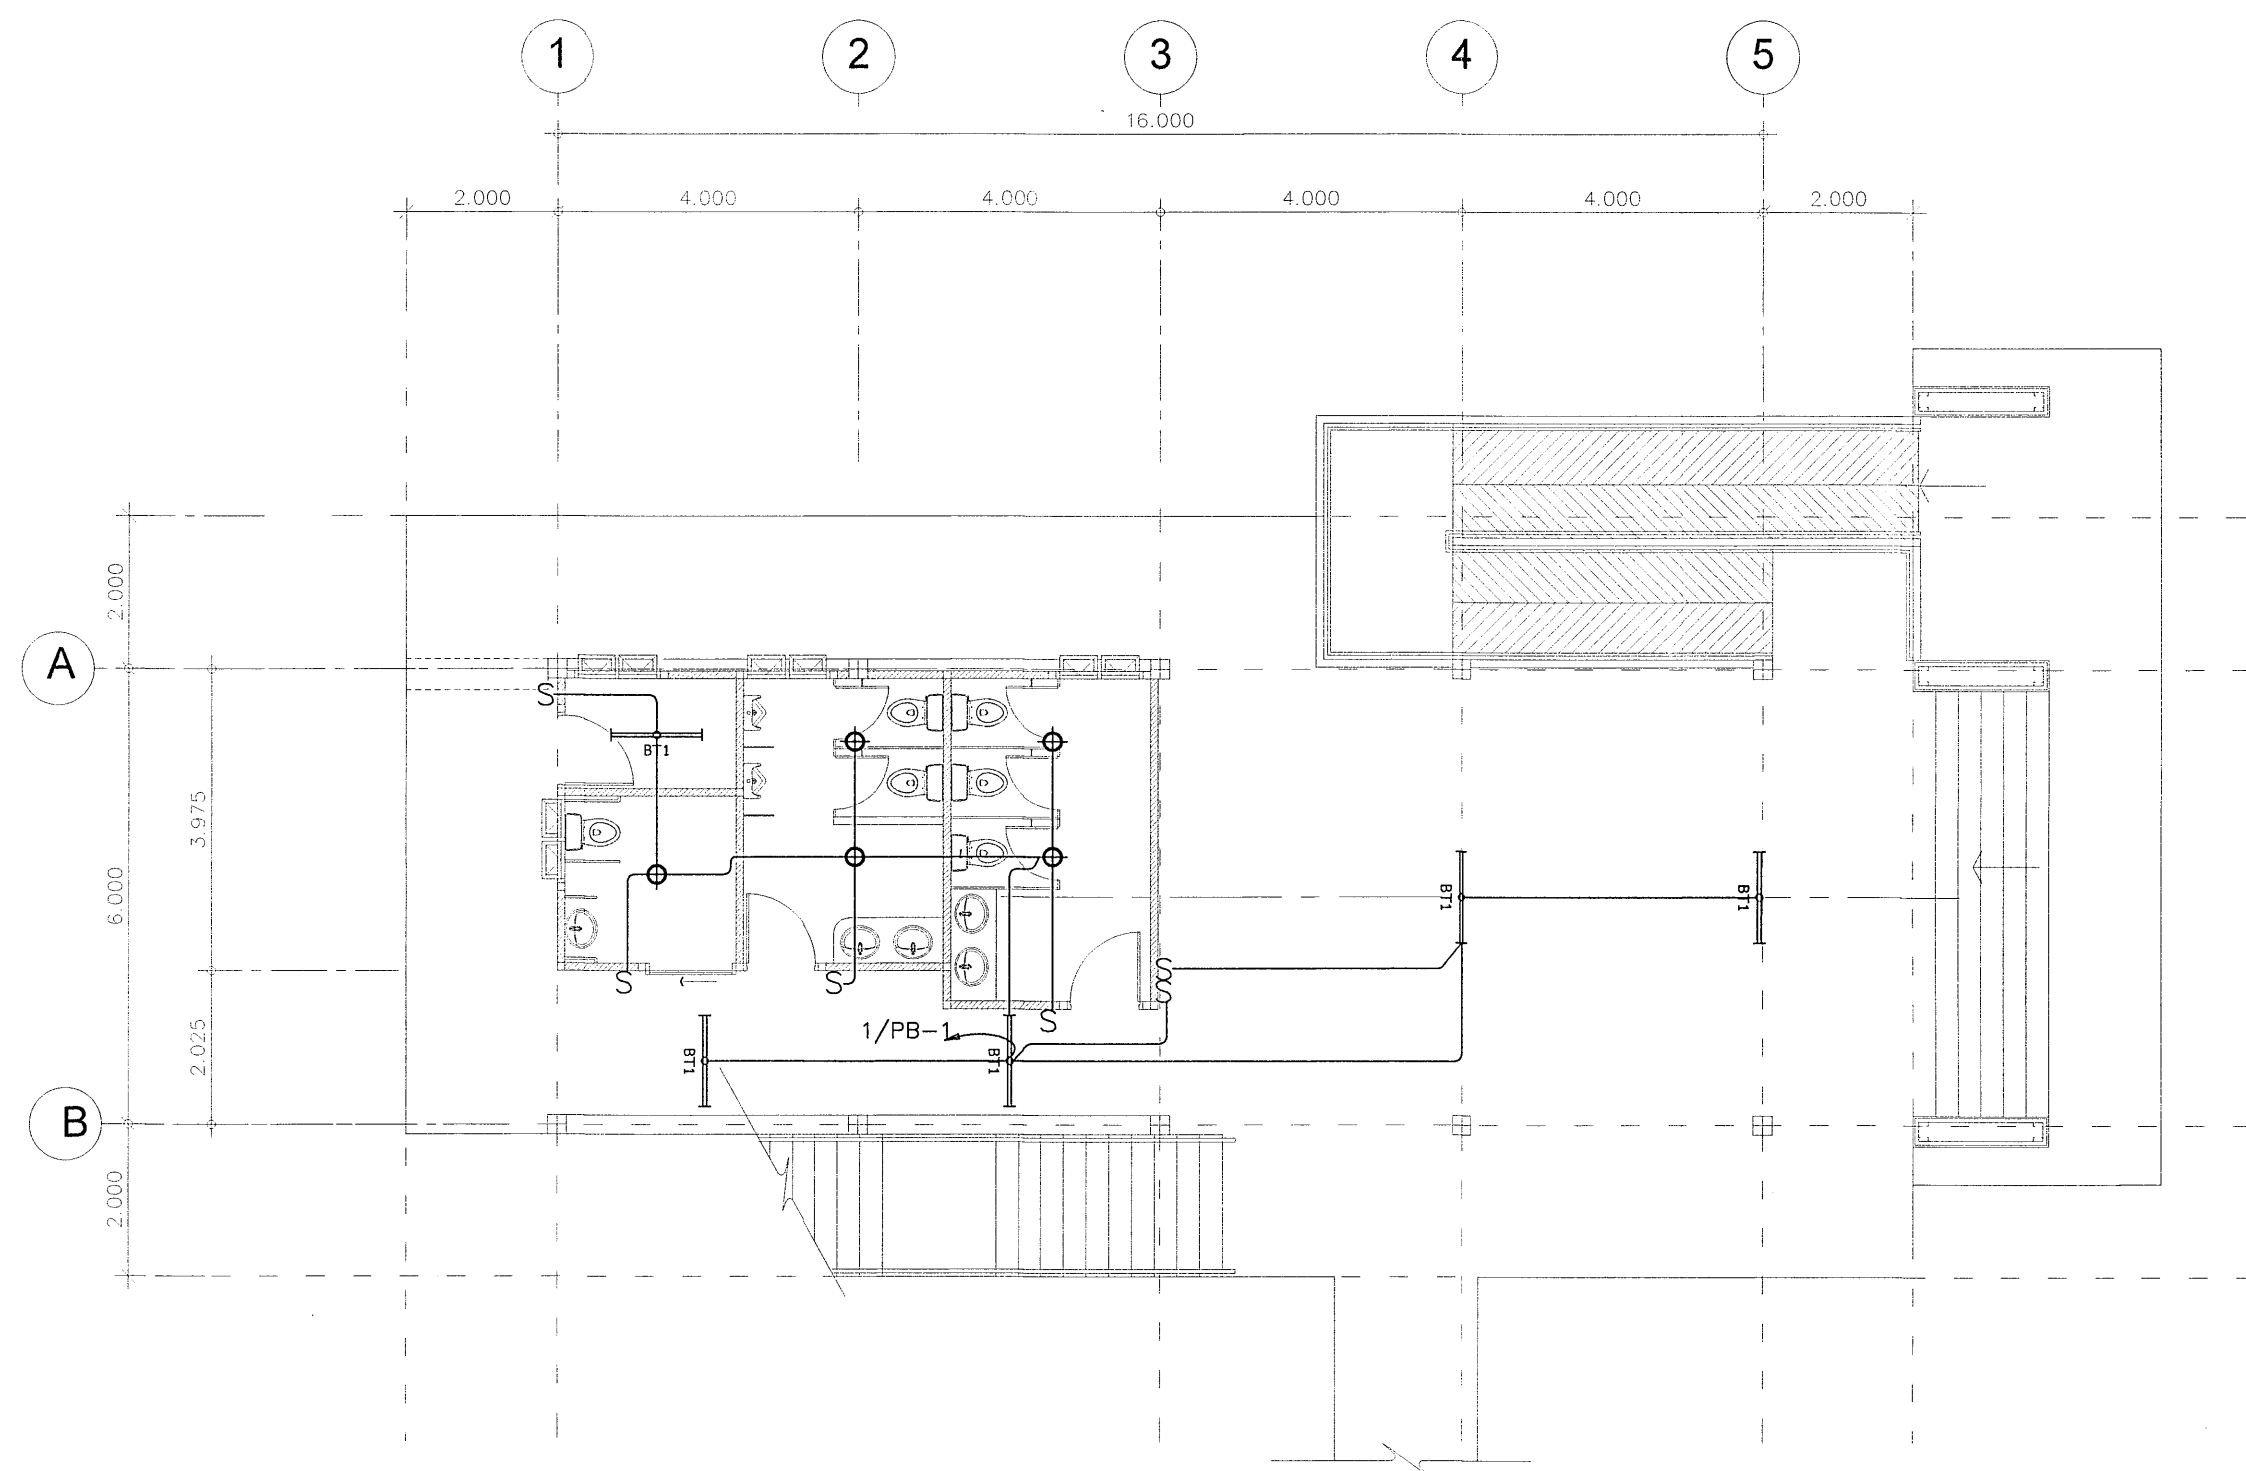 1 2 3 4 5
16.000
2.000 4.000 4.000 4.000 4.000 2.000
2.000
A
S
BT1
3.975
6.000
BT1 BT1
S
S S S
S
1/PB-1 S
2.025
BT1 BT1
B
2.000